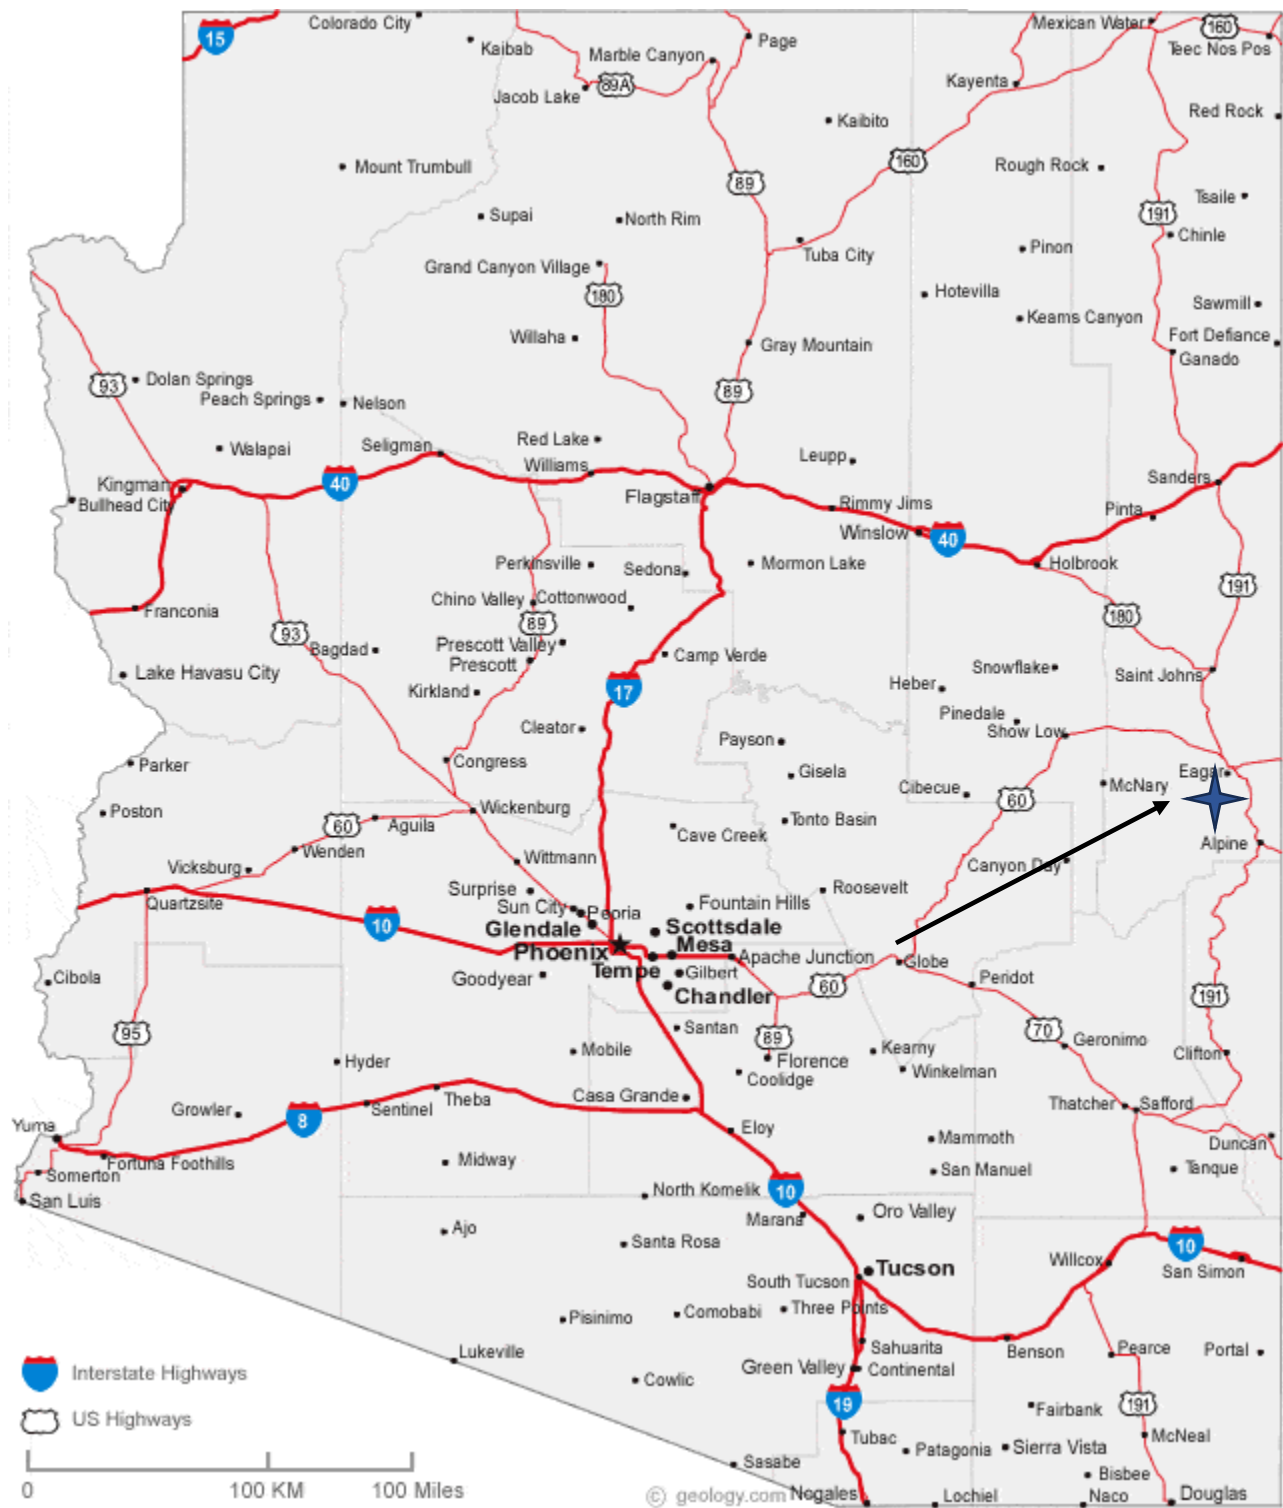 Colorado City
Mexican Water
160
15
Page
Teec Nos Pos
Kaibab
Marble Canyon
Kayenta
89A
Jacob Lake
Red Rock
Kaibito
160
Mount Trumbull
Rough Rock
89
Tsaile
Supai
North Rim
191
Chinle
Tuba City
Pinon
Grand Canyon Village
180
Hotevilla
Sawmill
Keams Canyon
Willaha
Gray Mountain
Fort Defiance
Ganado
93
Dolan Springs
Peach Springs
Nelson
89
Walapai
Seligman
Red Lake
Williams
Leupp
Sanders
Kingman
40
Flagstaff
Bullhead City
Rimmy Jims
Pinta
Winslow
40
Perkinsville
Sedona
Mormon Lake
Holbrook
191
Franconia
Chino Valley
Cottonwood
180
89
93
Bagdad
Prescott Valley
Prescott
Camp Verde
Snowflake
Saint Johns
Lake Havasu City
Kirkland
17
Heber
Pinedale
Cleator
Show Low
Payson
Parker
Congress
Gisela
Eagar
Cibecue
McNary
60
Poston
Wickenburg
60
Aguila
Tonto Basin
Cave Creek
Wenden
Wittmann
Alpine
Vicksburg
Canyon Day
Surprise
Roosevelt
Quartzsite
Sun City
Peoria
Fountain Hills
10
Glendale
Scottsdale
Phoenix
Mesa
Apache Junction
Globe
Tempe
Cibola
Goodyear
Gilbert
Peridot
60
Chandler
191
95
Santan
70
89
Mobile
Kearny
Geronimo
Hyder
Florence
Clifton
Coolidge
Winkelman
Theba
Casa Grande
Growler
Sentinel
Thatcher
Safford
8
Yuma
Eloy
Mammoth
Duncan
Fortuna Foothills
Midway
Somerton
San Manuel
Tanque
San Luis
North Komelik
10
Ajo
Marana
Oro Valley
Santa Rosa
10
Willcox
Tucson
San Simon
South Tucson
Pisinimo
Comobabi
Three Points
Lukeville
Sahuarita
Benson
Pearce
Portal
Interstate Highways
Green Valley
Continental
Cowlic
19
191
US Highways
Fairbank
Tubac
McNeal
Patagonia
Sierra Vista
Sasabe
Bisbee
0
100 KM
100 Miles
© geology.com
Nogales
Lochiel
Naco
Douglas